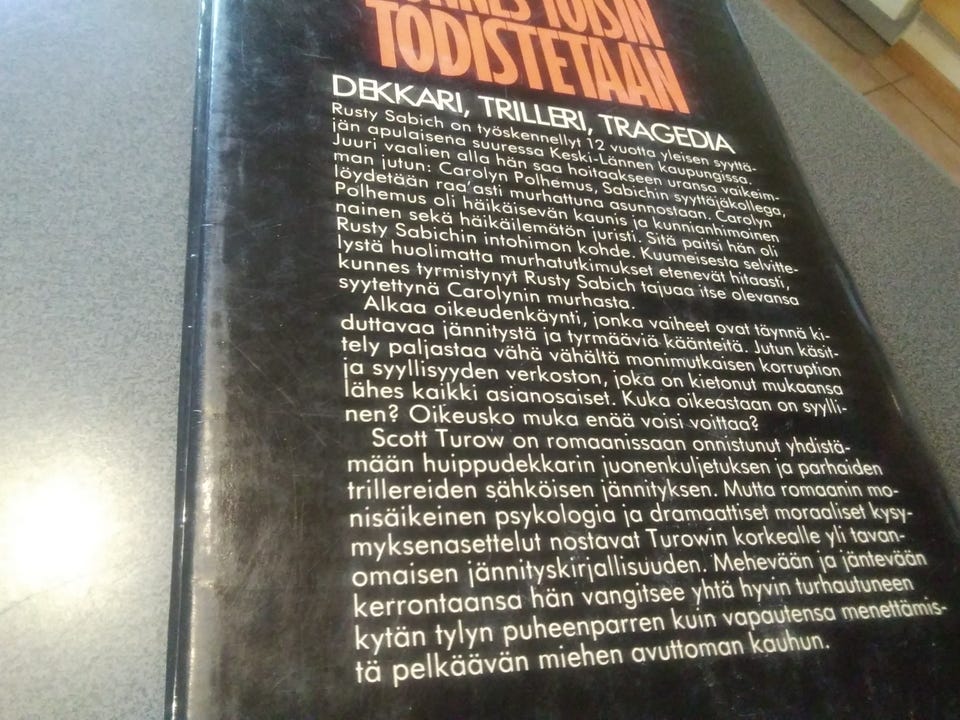 KUNNES TOISIN
TODISTETAAN
DEKKARI, TRILLERI, TRAGEDIA
Rusty Sabich on työskennellyt 12 vuotta yleisen syyttä-
jän apulaisena suuressa Keski-Lännen kaupungissa.
Juuri vaalien alla hän saa hoitaakseen uransa vaikeim-
man jutun: Carolyn Polhemus, Sabichin syyttäjäkollega,
löydetään raa'asti murhattuna asunnostaan. Carolyn
Polhemus oli häikäisevän kaunis ja kunnianhimoinen
nainen sekä häikäilemätön juristi. Sitä paitsi hän oli
Rusty Sabichin intohimon kohde. Kuumeisesta selvitte-
lystä huolimatta murhatutkimukset etenevät hitaasti,
kunnes tyrmistynyt Rusty Sabich tajuaa itse olevansa
syytettynä Carolynin murhasta.
Alkaa oikeudenkäynti, jonka vaiheet ovat täynnä ki-
duttavaa jännitystä ja tyrmääviä käänteitä. Jutun käsit-
tely paljastaa vähä vähältä monimutkaisen korruption
ja syyllisyyden verkoston, joka on kietonut mukaansa
lähes kaikki asianosaiset. Kuka oikeastaan on syylli-
nen? Oikeusko muka enää voisi voittaa?
Scott Turow on romaanissaan onnistunut yhdistä-
mään huippudekkarin juonenkuljetuksen ja parhaiden
trillereiden sähköisen jännityksen. Mutta romaanin mo-
nisäikeinen psykologia ja dramaattiset moraaliset kysy-
myksenasettelut nostavat Turowin korkealle yli tavan-
omaisen jännityskirjallisuuden. Mehevään ja jäntevään
kerrontaansa hän vangitsee yhtä hyvin turhautuneen
kytän tylyn puheenparren kuin vapautensa menettämis-
tä pelkäävän miehen avuttoman kauhun.